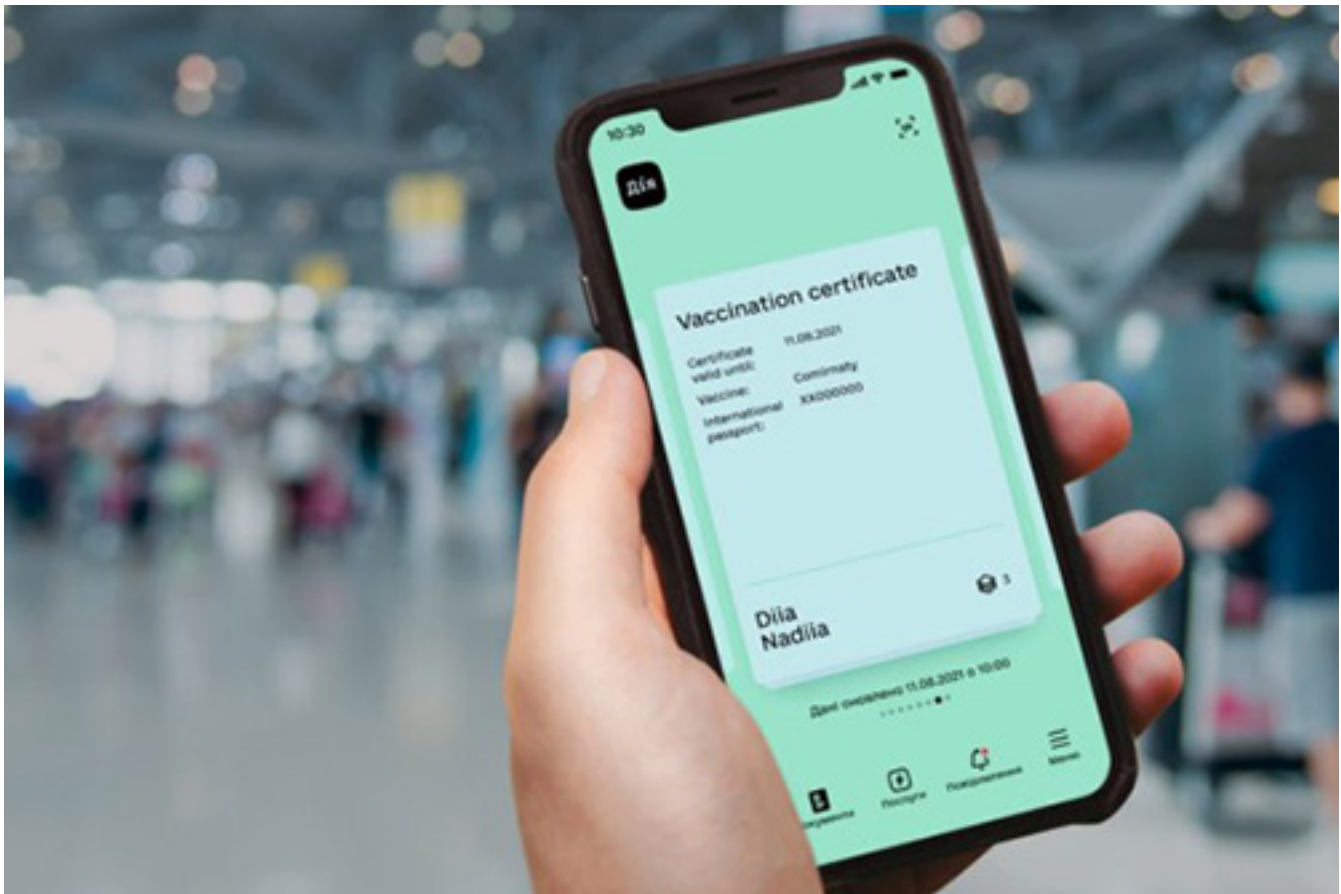 10:30
Дія
Vaccination certificate
Certificate
valid until:
11.08.2021
Vaccine:
Comirnaty
International
passport:
XX000000
Diia
Nadiia
3
Дані оновлено 11.08.2021 о 10:00
Послуги
Повідомлення
Меню